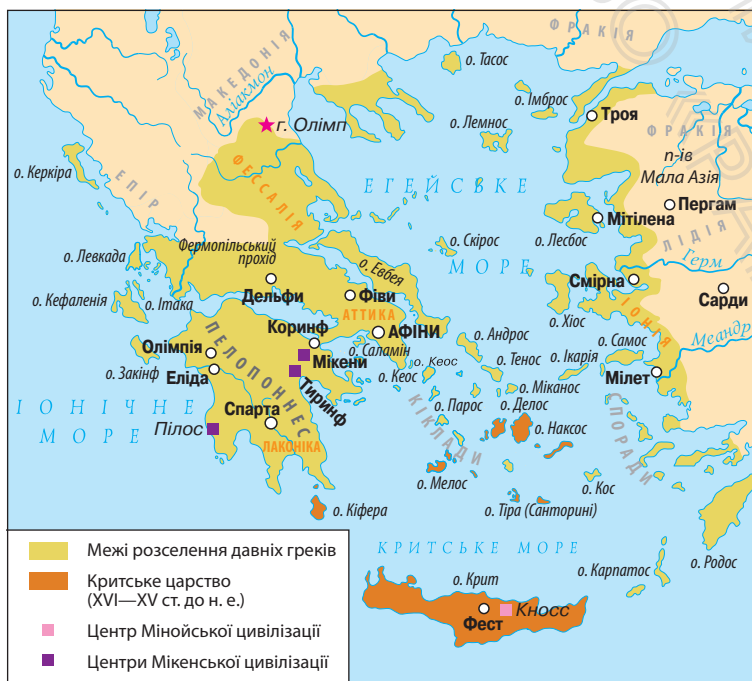 ФРАКІЯ
МАКЕДОНІЯ
Аліакмон
о. Тасос
о. Імброс
Троя
г. Олімп
о. Лемнос
ФРАКІЯ
п-ів
Мала Азія
о. Керкіра
ЕПІР
ФЕССАЛІЯ
ЕГЕЙСЬКЕ
МОРЕ
Пергам
Мітілена
о. Лесбос
ЛІДІЯ
Герм
о. Левкада
Фермопільський
прохід
о. Скірос
о. Евбея
Смірна
Сарди
о. Кефаленія
о. Ітака
Дельфи
Фіви
АТТИКА
АФІНИ
о. Хіос
ІОНІЯ
Меандр
Коринф
о. Саламін
о. Андрос
о. Самос
Олімпія
ПЕЛОПОННЕС
Мікени
о. Кеос
о. Кеос
о. Тенос
о. Ікарія
о. Закінф
Еліда
Тиринф
о. Міканос
Мілет
ІОНІЧНЕ
МОРЕ
Спарта
о. Парос
о. Делос
КІКЛАДИ
СПОРАДИ
Пілос
ЛАКОНІКА
о. Наксос
о. Мелос
о. Кос
о. Кіфера
о. Тіра (Санторині)
КРИТСЬКЕ МОРЕ
о. Карпатос
о. Родос
о. Крит
Кносс
Фест
Межі розселення давніх греків
Критське царство
(XVI—XV ст. до н. е.)
Центр Мінойської цивілізації
Центри Мікенської цивілізації